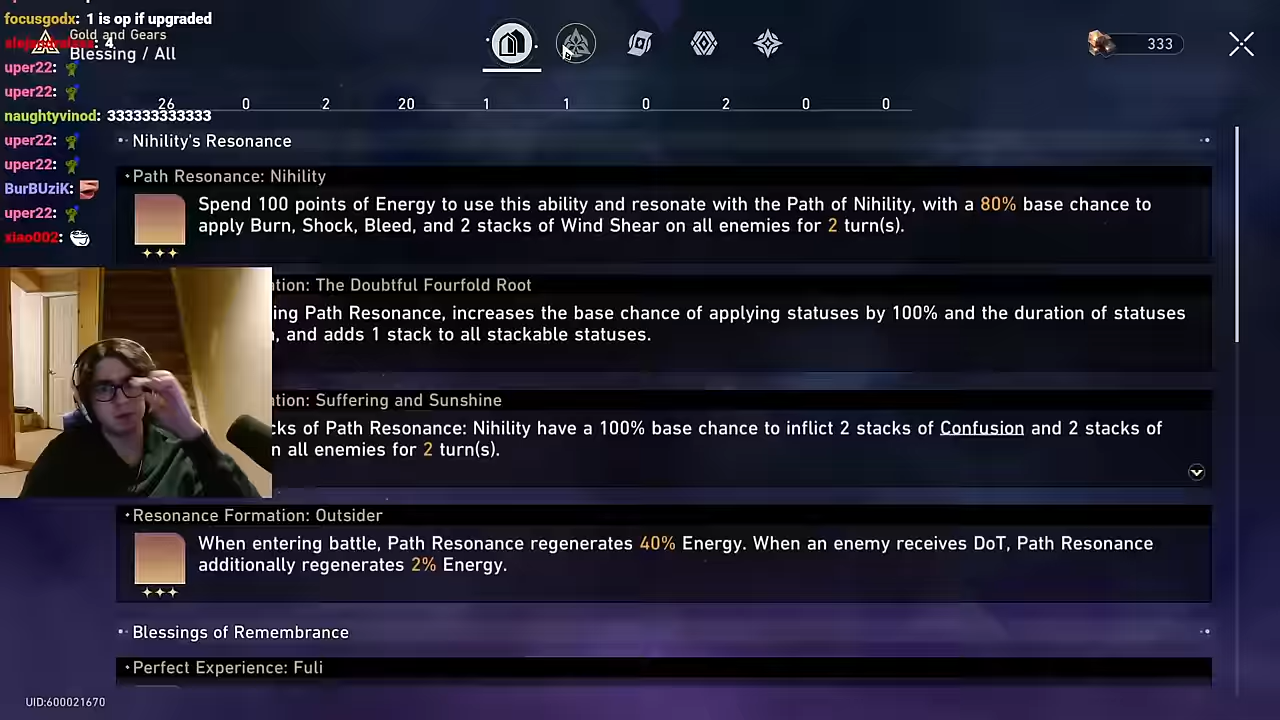 focusgodx: 1 is op if upgraded
Gold and Gears
: 4
Blessing / All
333
uper22:
uper22:
naughtyvinod: 333333333333
uper22:
uper22:
BurBUziK:
uper22:
xiao002:
26 0 2 20 1 1 0 2 0 0
Nihility's Resonance
Path Resonance: Nihility
Spend 100 points of Energy to use this ability and resonate with the Path of Nihility, with a 80% base chance to
apply Burn, Shock, Bleed, and 2 stacks of Wind Shear on all enemies for 2 turn(s).
ation: The Doubtful Fourfold Root
ing Path Resonance, increases the base chance of applying statuses by 100% and the duration of statuses
, and adds 1 stack to all stackable statuses.
ation: Suffering and Sunshine
cks of Path Resonance: Nihility have a 100% base chance to inflict 2 stacks of Confusion and 2 stacks of
n all enemies for 2 turn(s).
Resonance Formation: Outsider
When entering battle, Path Resonance regenerates 40% Energy. When an enemy receives DoT, Path Resonance
additionally regenerates 2% Energy.
Blessings of Remembrance
Perfect Experience: Fuli
UID:600021670